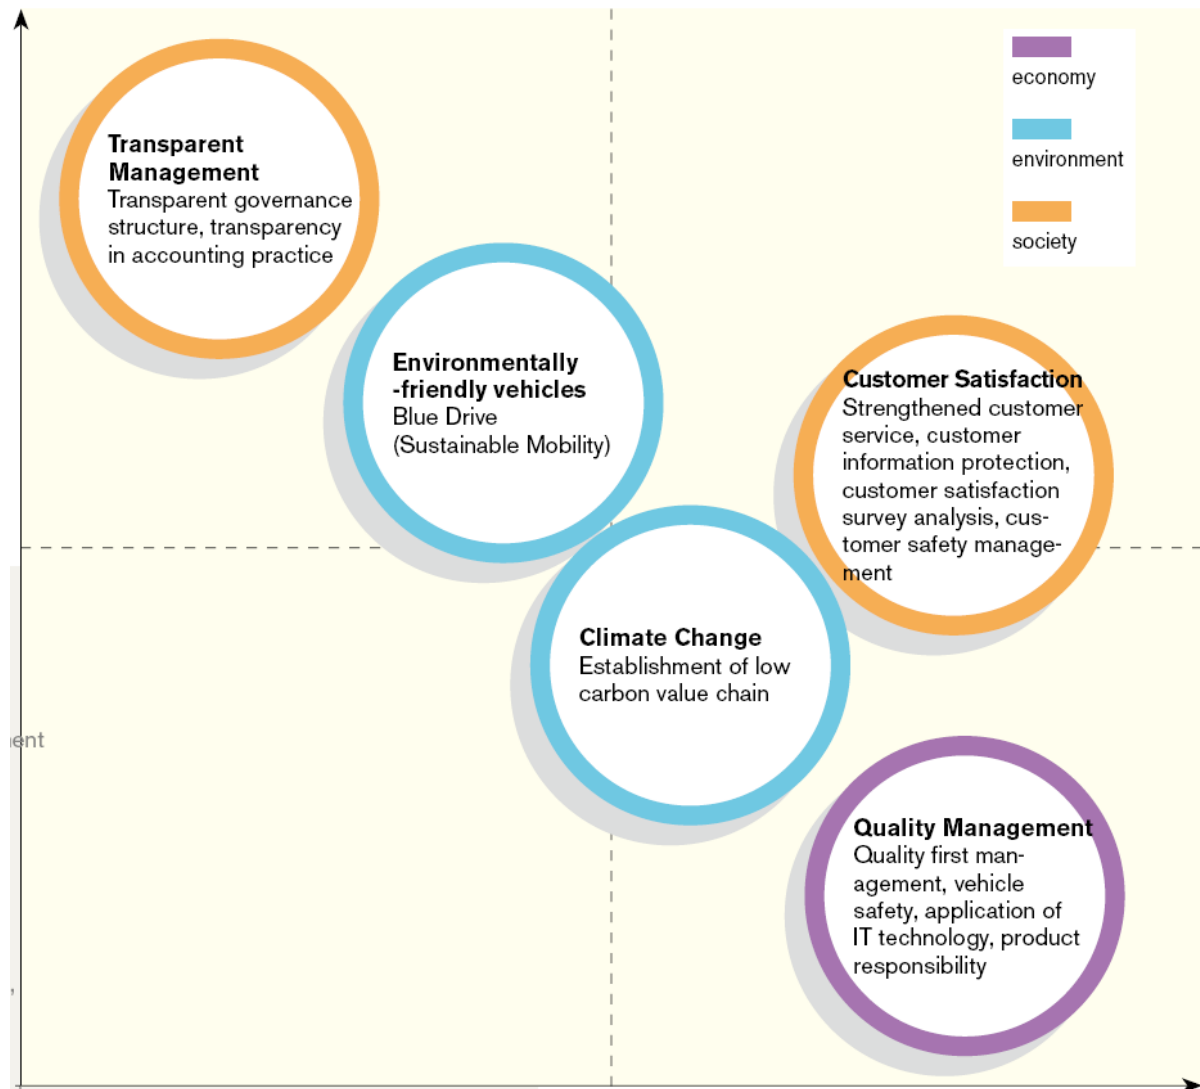 economy
environment
society
Transparent
Management
Transparent governance
structure, transparency
in accounting practice
Environmentally
-friendly vehicles
Blue Drive
(Sustainable Mobility)
Customer Satisfaction
Strengthened customer
service, customer
information protection,
customer satisfaction
survey analysis, cus-
tomer safety manage-
ment
Climate Change
Establishment of low
carbon value chain
Quality Management
Quality first man-
agement, vehicle
safety, application of
IT technology, product
responsibility